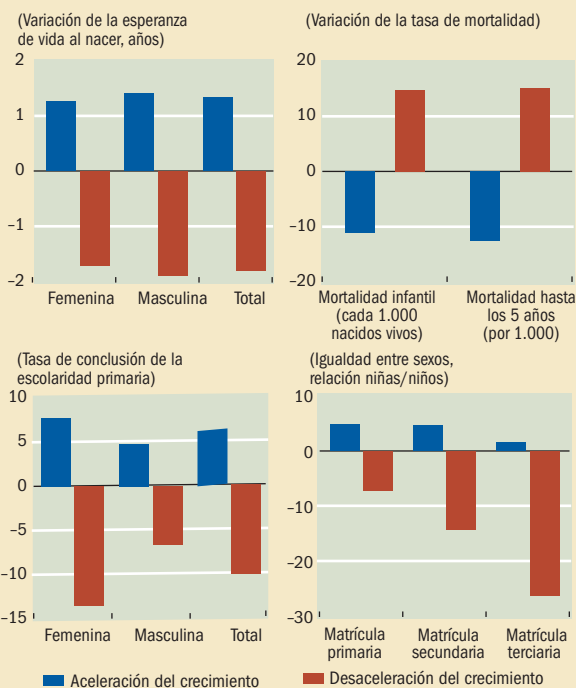 (Variación de la esperanza
de vida al nacer, años)
2
1
0
–1
–2
Femenina Masculina Total
(Variación de la tasa de mortalidad)
20
10
0
–10
–20
Mortalidad infantil
(cada 1.000
nacidos vivos)
Mortalidad hasta
los 5 años
(por 1.000)
(Tasa de conclusión de la
escolaridad primaria)
10
5
0
–5
–10
–15
Femenina Masculina Total
(Igualdad entre sexos,
relación niñas/niños)
10
0
–10
–20
–30
Matrícula
primaria
Matrícula
secundaria
Matrícula
terciaria
Aceleración del crecimiento
Desaceleración del crecimiento